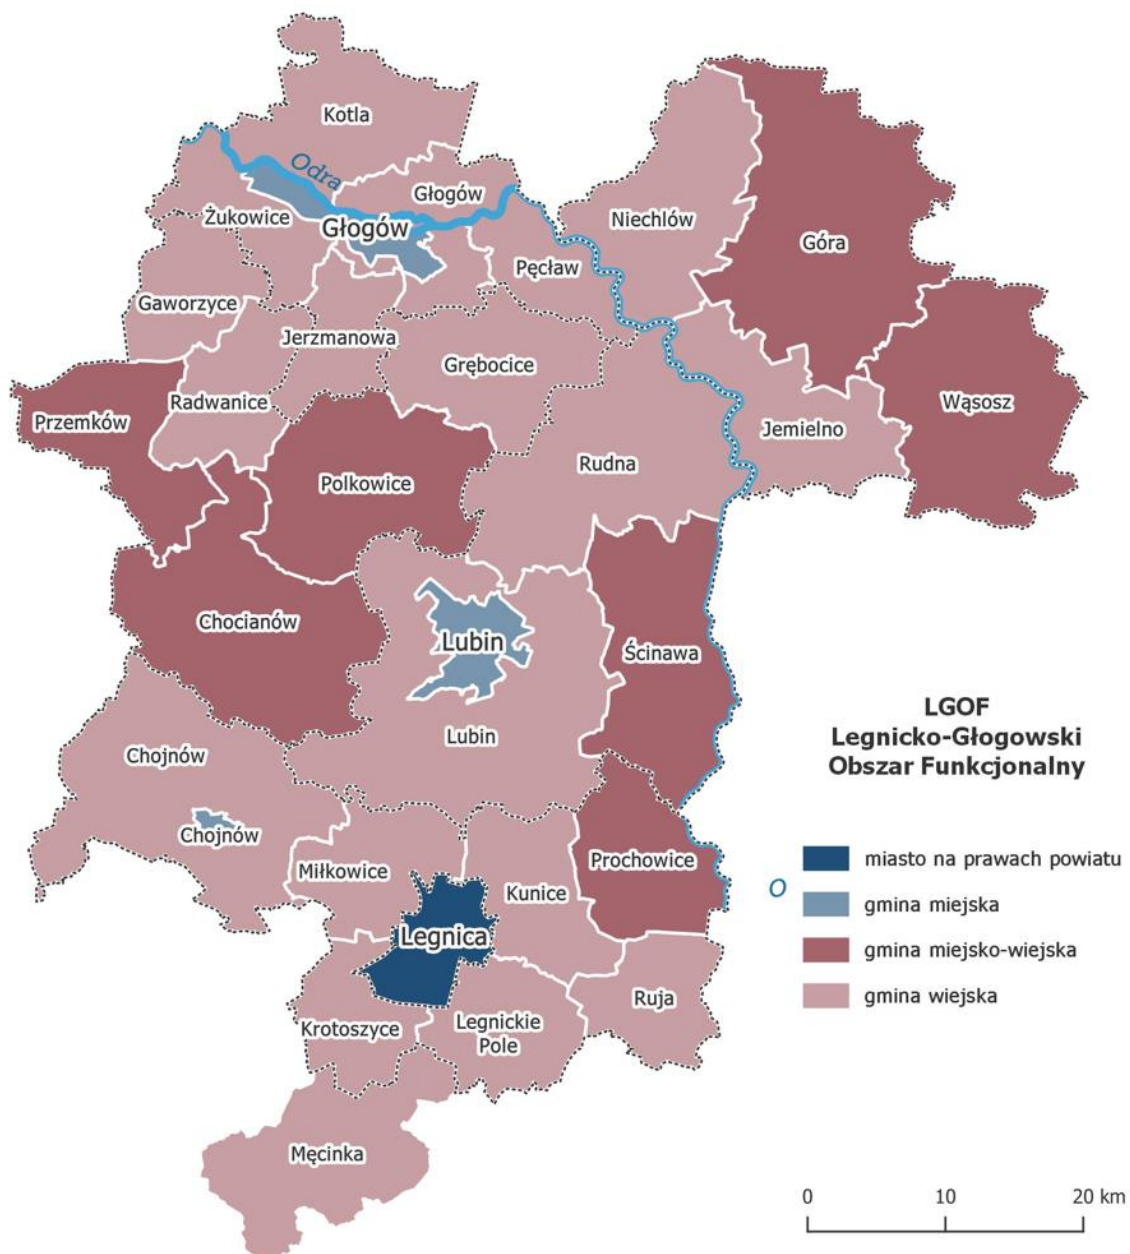 Kotla
Odra
Głogów
Żukowice
Głogów
Niechlów
Góra
Pęcław
Gaworzyce
Jerzmanowa
Grębocice
Radwanice
Przemków
Wąsosz
Jemielno
Rudna
Polkowice
Chocianów
Lubin
Ścinawa
Lubin
Chojnów
Chojnów
Miłkowice
Prochowice
Kunice
Legnica
Ruja
Krotoszyce
Legnickie
Pole
Męcinka
LGOF
Legnicko-Głogowski
Obszar Funkcjonalny
O
miasto na prawach powiatu
gmina miejska
gmina miejsko-wiejska
gmina wiejska
0 10 20 km